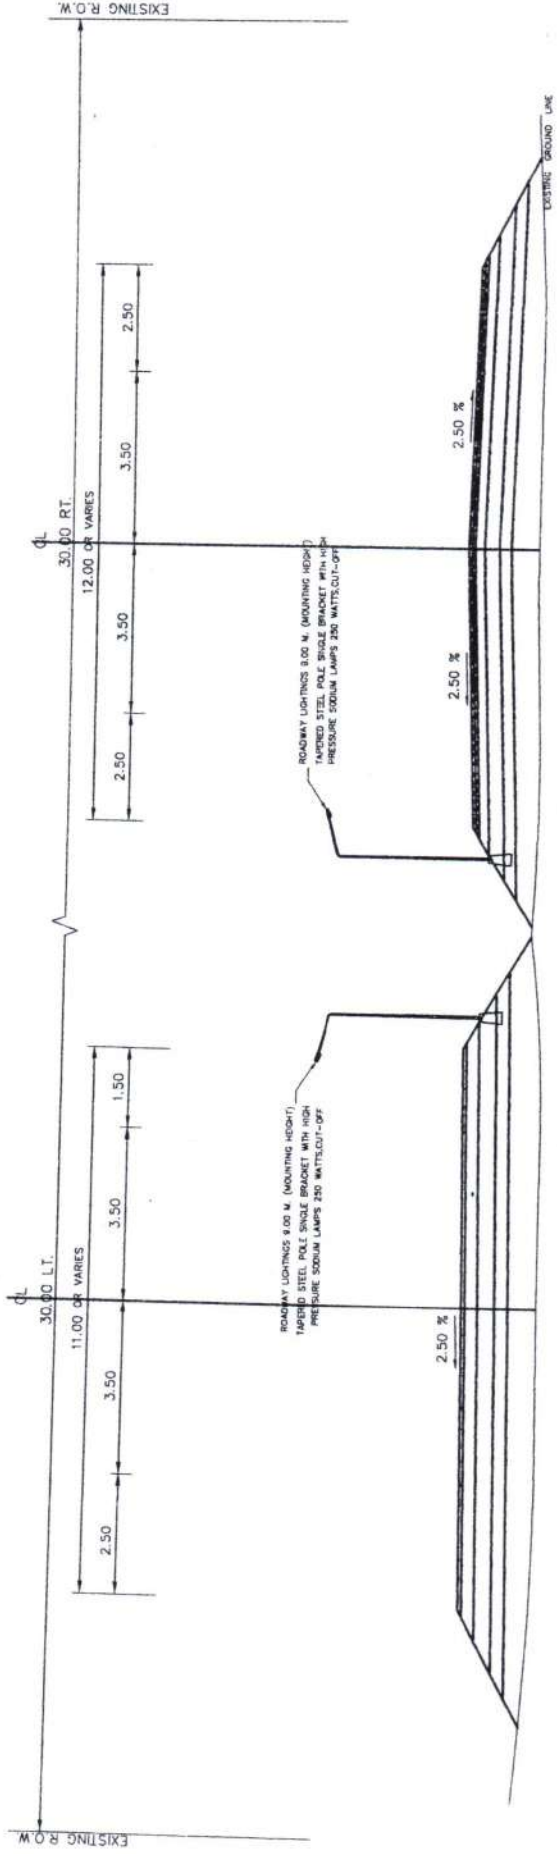 EXISTING R.O.W.
EXISTING R.O.W.
CL
30.00 LT.
11.00 OR VARIES
2.50
3.50
3.50
1.50
CL
30.00 RT.
12.00 OR VARIES
2.50
3.50
3.50
2.50
ROADWAY LIGHTINGS 9.00 M. (MOUNTING HEIGHT)
TAPERED STEEL POLE SINGLE BRACKET WITH HIGH
PRESSURE SODIUM LAMPS 250 WATTS,CUT-OFF
ROADWAY LIGHTINGS 9.00 M. (MOUNTING HEIGHT)
TAPERED STEEL POLE SINGLE BRACKET WITH HIGH
PRESSURE SODIUM LAMPS 250 WATTS,CUT-OFF
2.50 %
2.50 %
2.50 %
EXISTING GROUND LINE